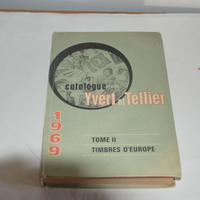 catalogue
Yvert & Tellier
1969
TOME II
TIMBRES D'EUROPE